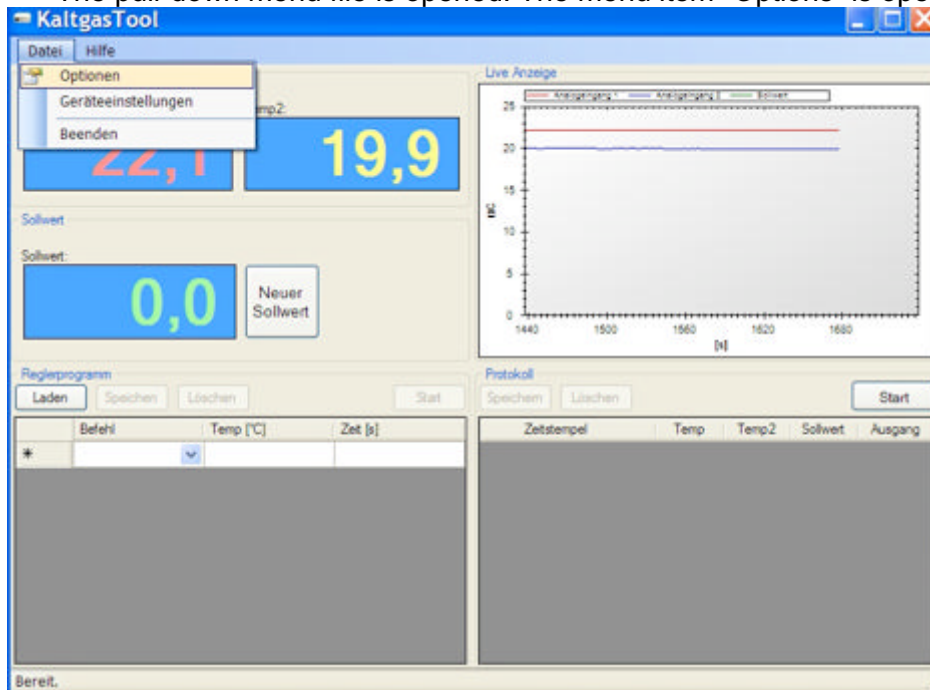 The pair down menu file is opened. The menu item "Options" is ope
KaltgasTool
Datei Hilfe
Optionen
Geräteeinstellungen
Beenden
mp2:
22,1
19,9
Live Anzeige
Analogeingang 1 Analogeingang 2 Sollwert
25
20
15
10
5
0
1440 1500 1560 1620 1680
[s]
Sollwert
Sollwert:
0,0
Neuer
Sollwert
Reglerprogramm
Laden Speichern Löschen Start
Befehl Temp [°C] Zeit [s]
*
Protokoll
Speichern Löschen Start
Zeitstempel Temp Temp2 Sollwert Ausgang
Bereit.